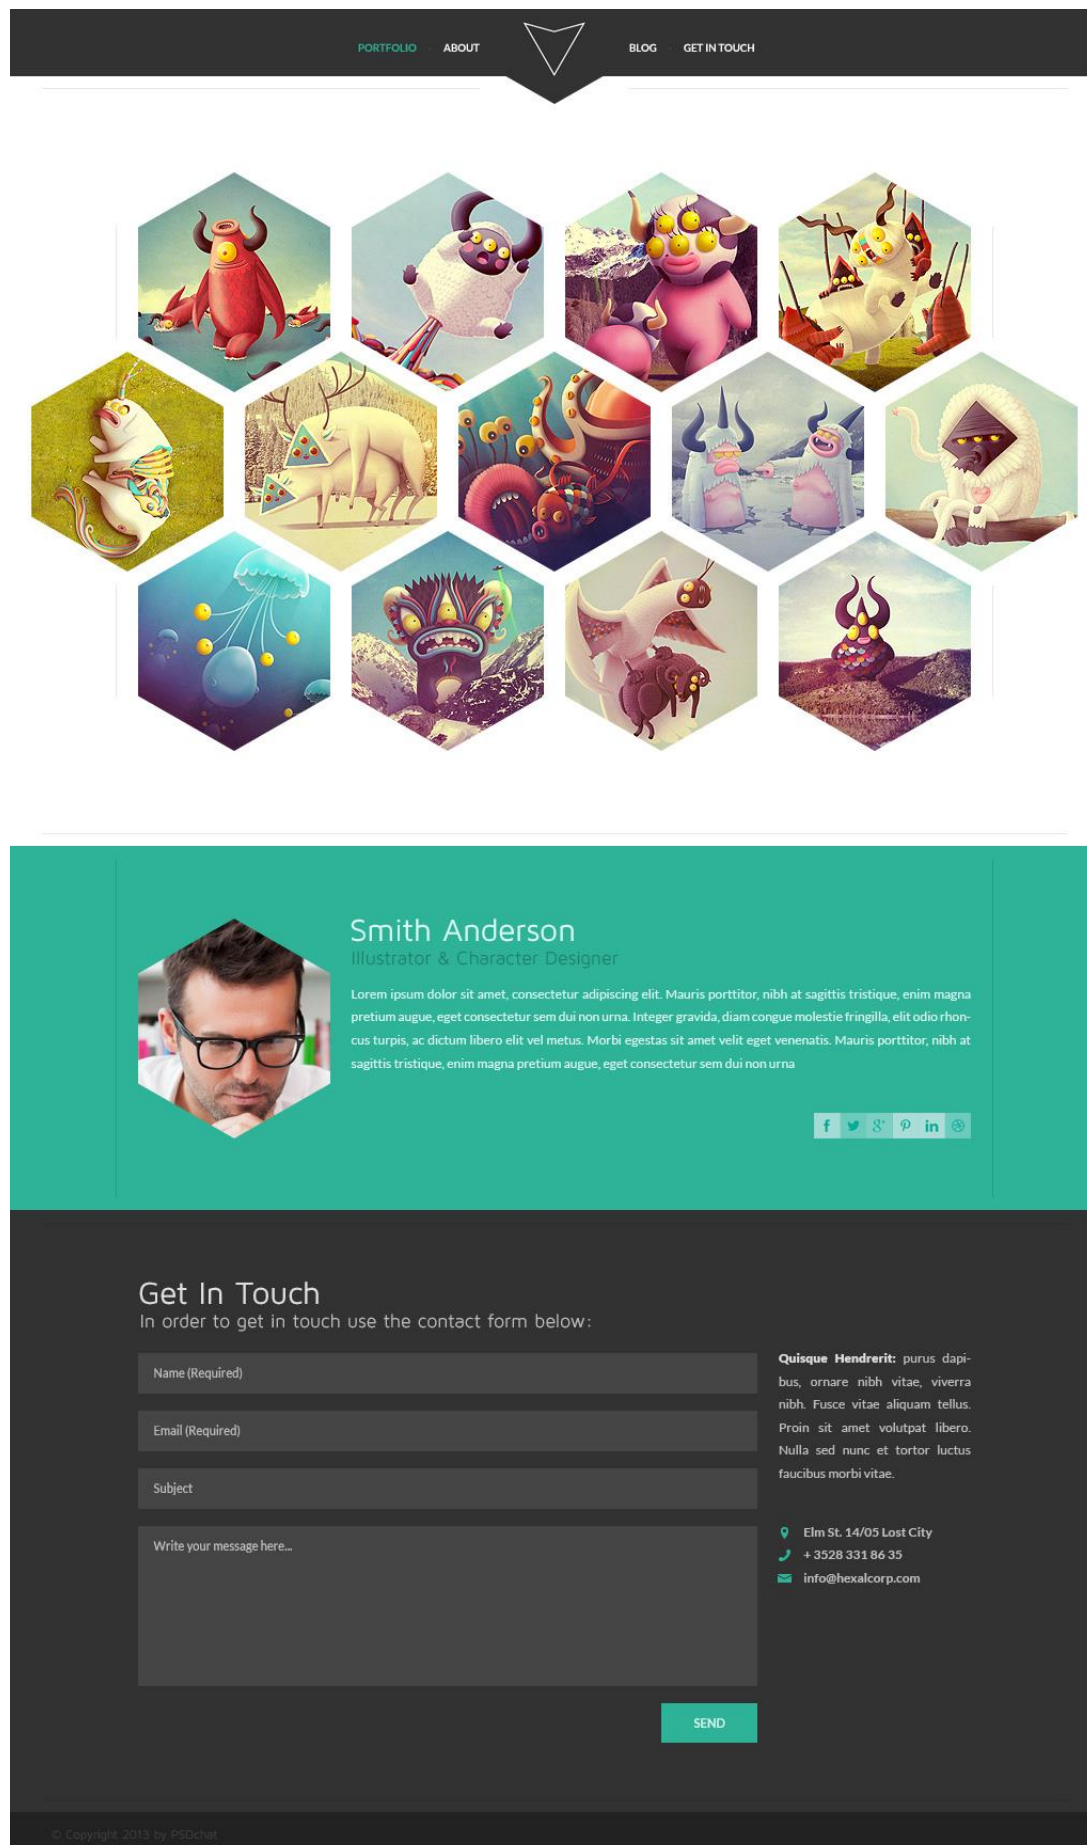 PORTFOLIO
ABOUT
BLOG
GET IN TOUCH
Smith Anderson
Illustrator & Character Designer
Lorem ipsum dolor sit amet, consectetur adipiscing elit. Mauris porttitor, nibh at sagittis tristique, enim magna
pretium augue, eget consectetur sem dui non urna. Integer gravida, diam congue molestie fringilla, elit odio rhon-
cus turpis, ac dictum libero elit vel metus. Morbi egestas sit amet velit eget venenatis. Mauris porttitor, nibh at
sagittis tristique, enim magna pretium augue, eget consectetur sem dui non urna
Get In Touch
In order to get in touch use the contact form below:
Name (Required)
Email (Required)
Subject
Write your message here...
SEND
Quisque Hendrerit: purus dapi-
bus, ornare nibh vitae, viverra
nibh. Fusce vitae aliquam tellus.
Proin sit amet volutpat libero.
Nulla sed nunc et tortor luctus
faucibus morbi vitae.
Elm St. 14/05 Lost City
+ 3528 331 86 35
info@hexalcorp.com
© Copyright 2013 by PSDchat